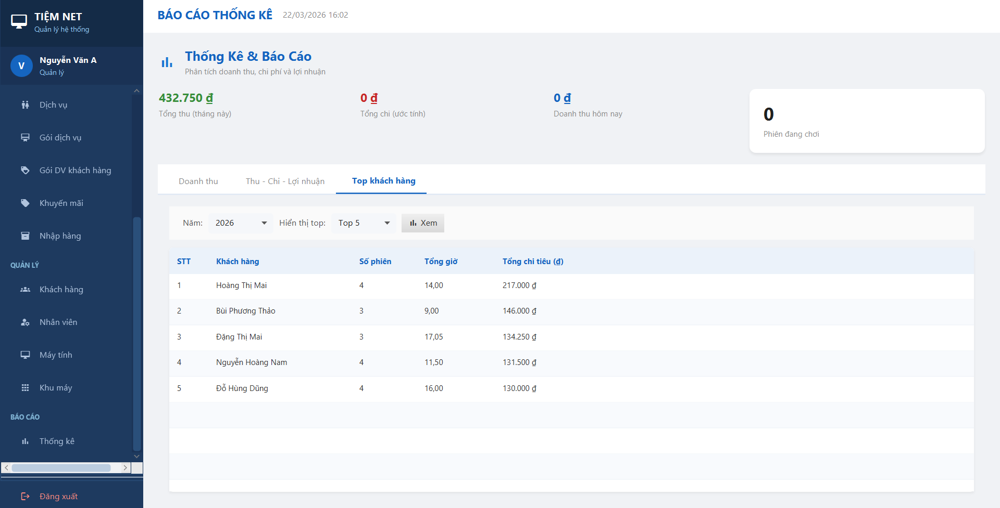 TIỆM NET
Quản lý hệ thống
V
Nguyễn Văn A
Quản lý
Dịch vụ
Gói dịch vụ
Gói DV khách hàng
Khuyến mãi
Nhập hàng
QUẢN LÝ
Khách hàng
Nhân viên
Máy tính
Khu máy
BÁO CÁO
Thống kê
Đăng xuất
BÁO CÁO THỐNG KÊ 22/03/2026 16:02
Thống Kê & Báo Cáo
Phân tích doanh thu, chi phí và lợi nhuận
432.750 ₫
Tổng thu (tháng này)
0 ₫
Tổng chi (ước tính)
0 ₫
Doanh thu hôm nay
0
Phiên đang chơi
Doanh thu Thu - Chi - Lợi nhuận Top khách hàng
Năm: 2026 Hiển thị top: Top 5 Xem
STT Khách hàng Số phiên Tổng giờ Tổng chi tiêu (₫)
1 Hoàng Thị Mai 4 14,00 217.000 ₫
2 Bùi Phương Thảo 3 9,00 146.000 ₫
3 Đặng Thị Mai 3 17,05 134.250 ₫
4 Nguyễn Hoàng Nam 4 11,50 131.500 ₫
5 Đỗ Hùng Dũng 4 16,00 130.000 ₫